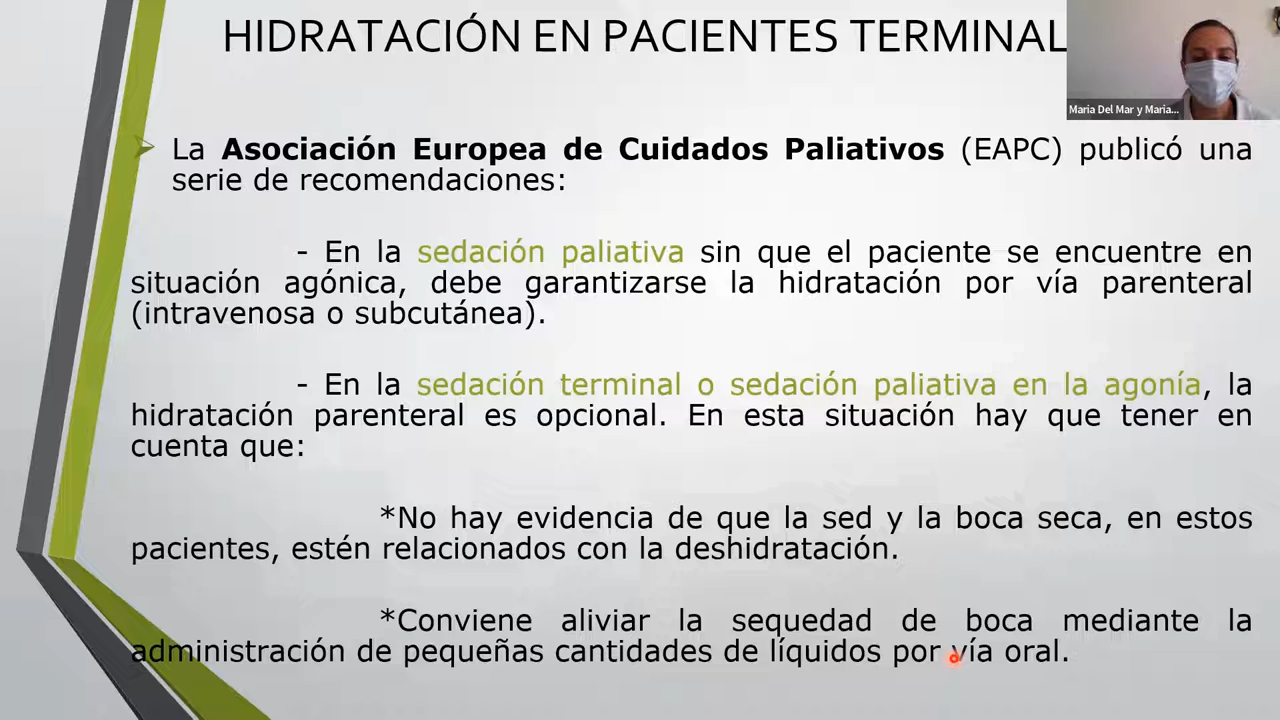 HIDRATACIÓN EN PACIENTES TERMINAL
Maria Del Mar y Maria...
La Asociación Europea de Cuidados Paliativos (EAPC) publicó una
serie de recomendaciones:
- En la sedación paliativa sin que el paciente se encuentre en
situación agónica, debe garantizarse la hidratación por vía parenteral
(intravenosa o subcutánea).
- En la sedación terminal o sedación paliativa en la agonía, la
hidratación parenteral es opcional. En esta situación hay que tener en
cuenta que:
*No hay evidencia de que la sed y la boca seca, en estos
pacientes, estén relacionados con la deshidratación.
*Conviene aliviar la sequedad de boca mediante la
administración de pequeñas cantidades de líquidos por vía oral.